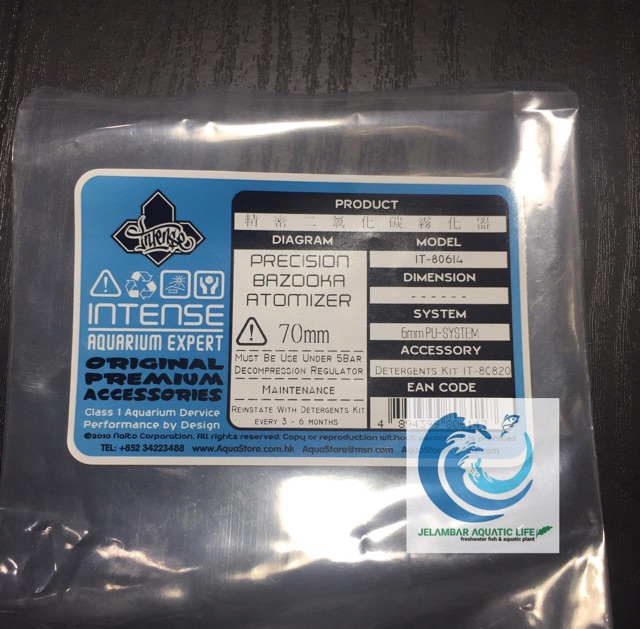 Intense
INTENSE
AQUARIUM EXPERT
ORIGINAL
PREMIUM
ACCESSORIES
Class 1 Aquarium Dervice
Performance by Design
PRODUCT
精密二氧化碳霧化器
DIAGRAM
PRECISION
BAZOOKA
ATOMIZER
70mm
MUST BE USE UNDER 5BAR
DECOMPRESSION REGULATOR
MAINTENANCE
REINSTATE WITH DETERGENTS KIT
EVERY 3 - 6 MONTHS
MODEL
IT-80614
DIMENSION
------
SYSTEM
6mm PU-SYSTEM
ACCESSORY
DETERGENTS KIT IT-80820
EAN CODE
4 894399
©2010 Naito Corporation. All rights reserved. Copy or reproduction without
TEL: +852 34223488 www.AquaStore.com.hk AquaStore@msn.com
JELAMBAR AQUATIC LIFE
freshwater fish & aquatic plant